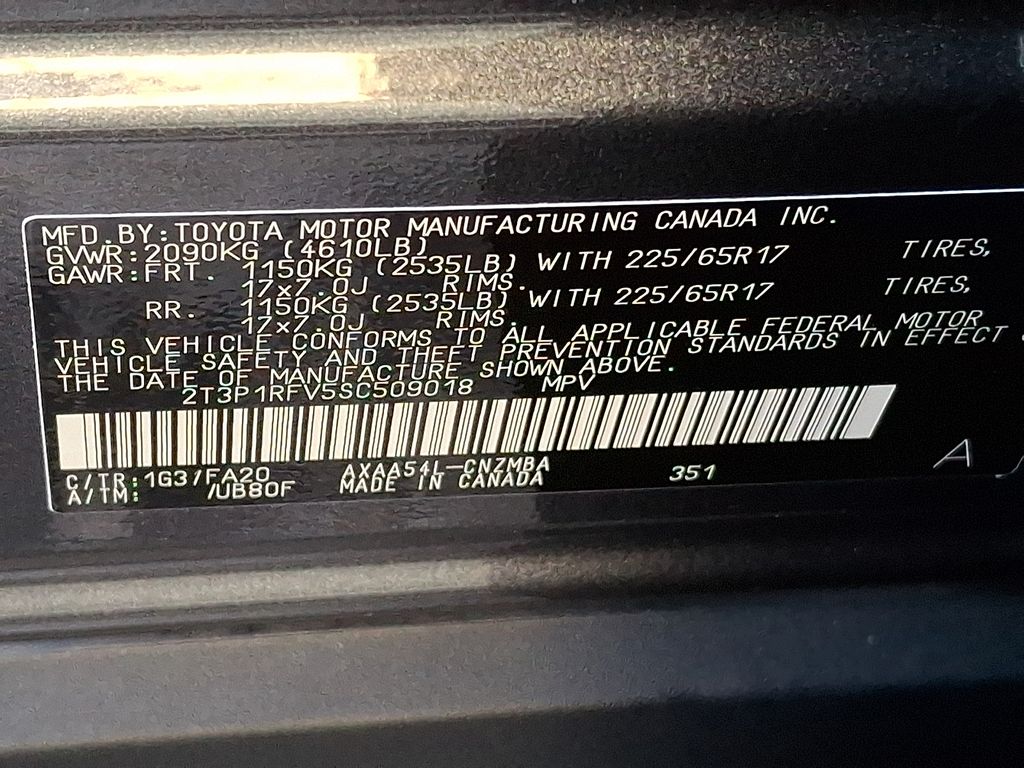 MFD.BY:TOYOTA MOTOR MANUFACTURING CANADA INC.
GVWR:2090KG (4610LB)
GAWR:FRT. 1150KG (2535LB) WITH 225/65R17 TIRES,
17x7.0J RIMS.
RR. 1150KG (2535LB) WITH 225/65R17 TIRES,
17x7.0J RIMS.
THIS VEHICLE CONFORMS TO ALL APPLICABLE FEDERAL MOTOR
VEHICLE SAFETY AND THEFT PREVENTION STANDARDS IN EFFECT
THE DATE OF MANUFACTURE SHOWN ABOVE.
2T3P1RFV5SC509018 MPV
C/TR:1G3/FA20 AXAA54L-CNZMBA 351 A
A/TM: /UB80F MADE IN CANADA